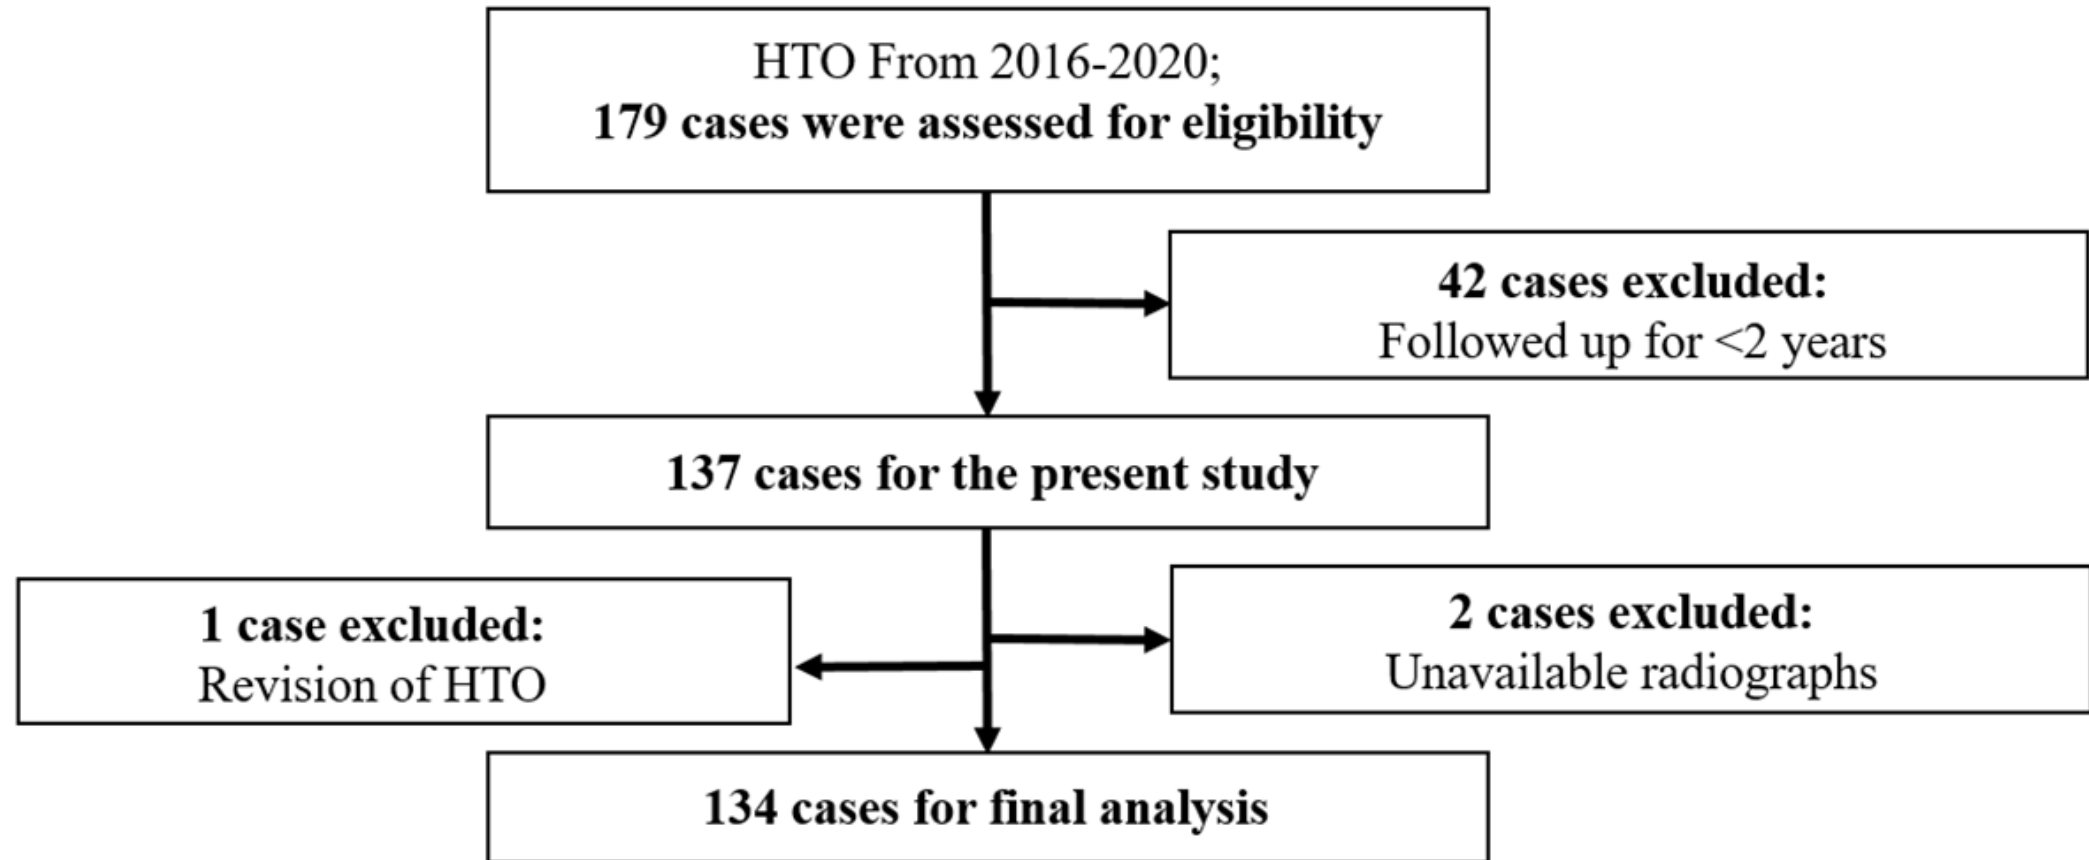 HTO From 2016-2020;
179 cases were assessed for eligibility
42 cases excluded:
Followed up for <2 years
137 cases for the present study
1 case excluded:
Revision of HTO
2 cases excluded:
Unavailable radiographs
134 cases for final analysis